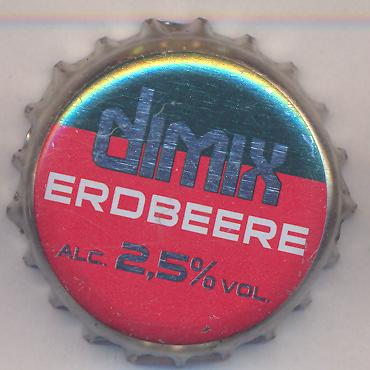 dimix
ERDBEERE
ALC. 2,5% VOL.